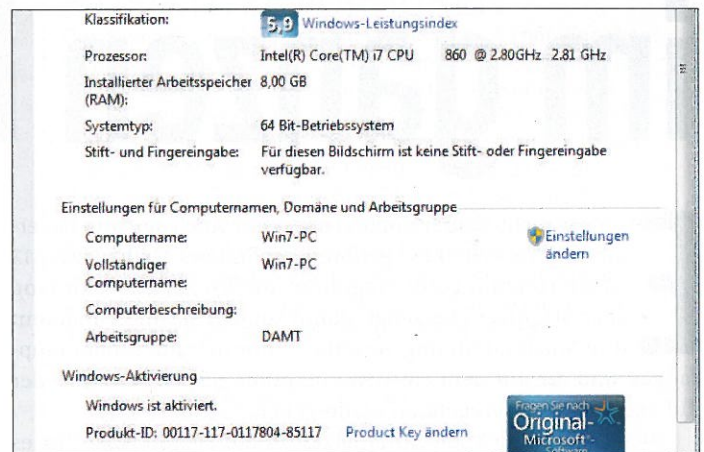 Klassifikation: 5,9 Windows-Leistungsindex
Prozessor: Intel(R) Core(TM) i7 CPU 860 @ 2.80GHz 2.81 GHz
Installierter Arbeitsspeicher 8,00 GB
(RAM):
Systemtyp: 64 Bit-Betriebssystem
Stift- und Fingereingabe: Für diesen Bildschirm ist keine Stift- oder Fingereingabe
verfügbar.
Einstellungen für Computernamen, Domäne und Arbeitsgruppe
Computername: Win7-PC Einstellungen
ändern
Vollständiger Win7-PC
Computername:
Computerbeschreibung:
Arbeitsgruppe: DAMT
Windows-Aktivierung
Windows ist aktiviert.
Produkt-ID: 00117-117-0117804-85117 Product Key ändern
Fragen Sie nach
Original-
Microsoft®-
Software